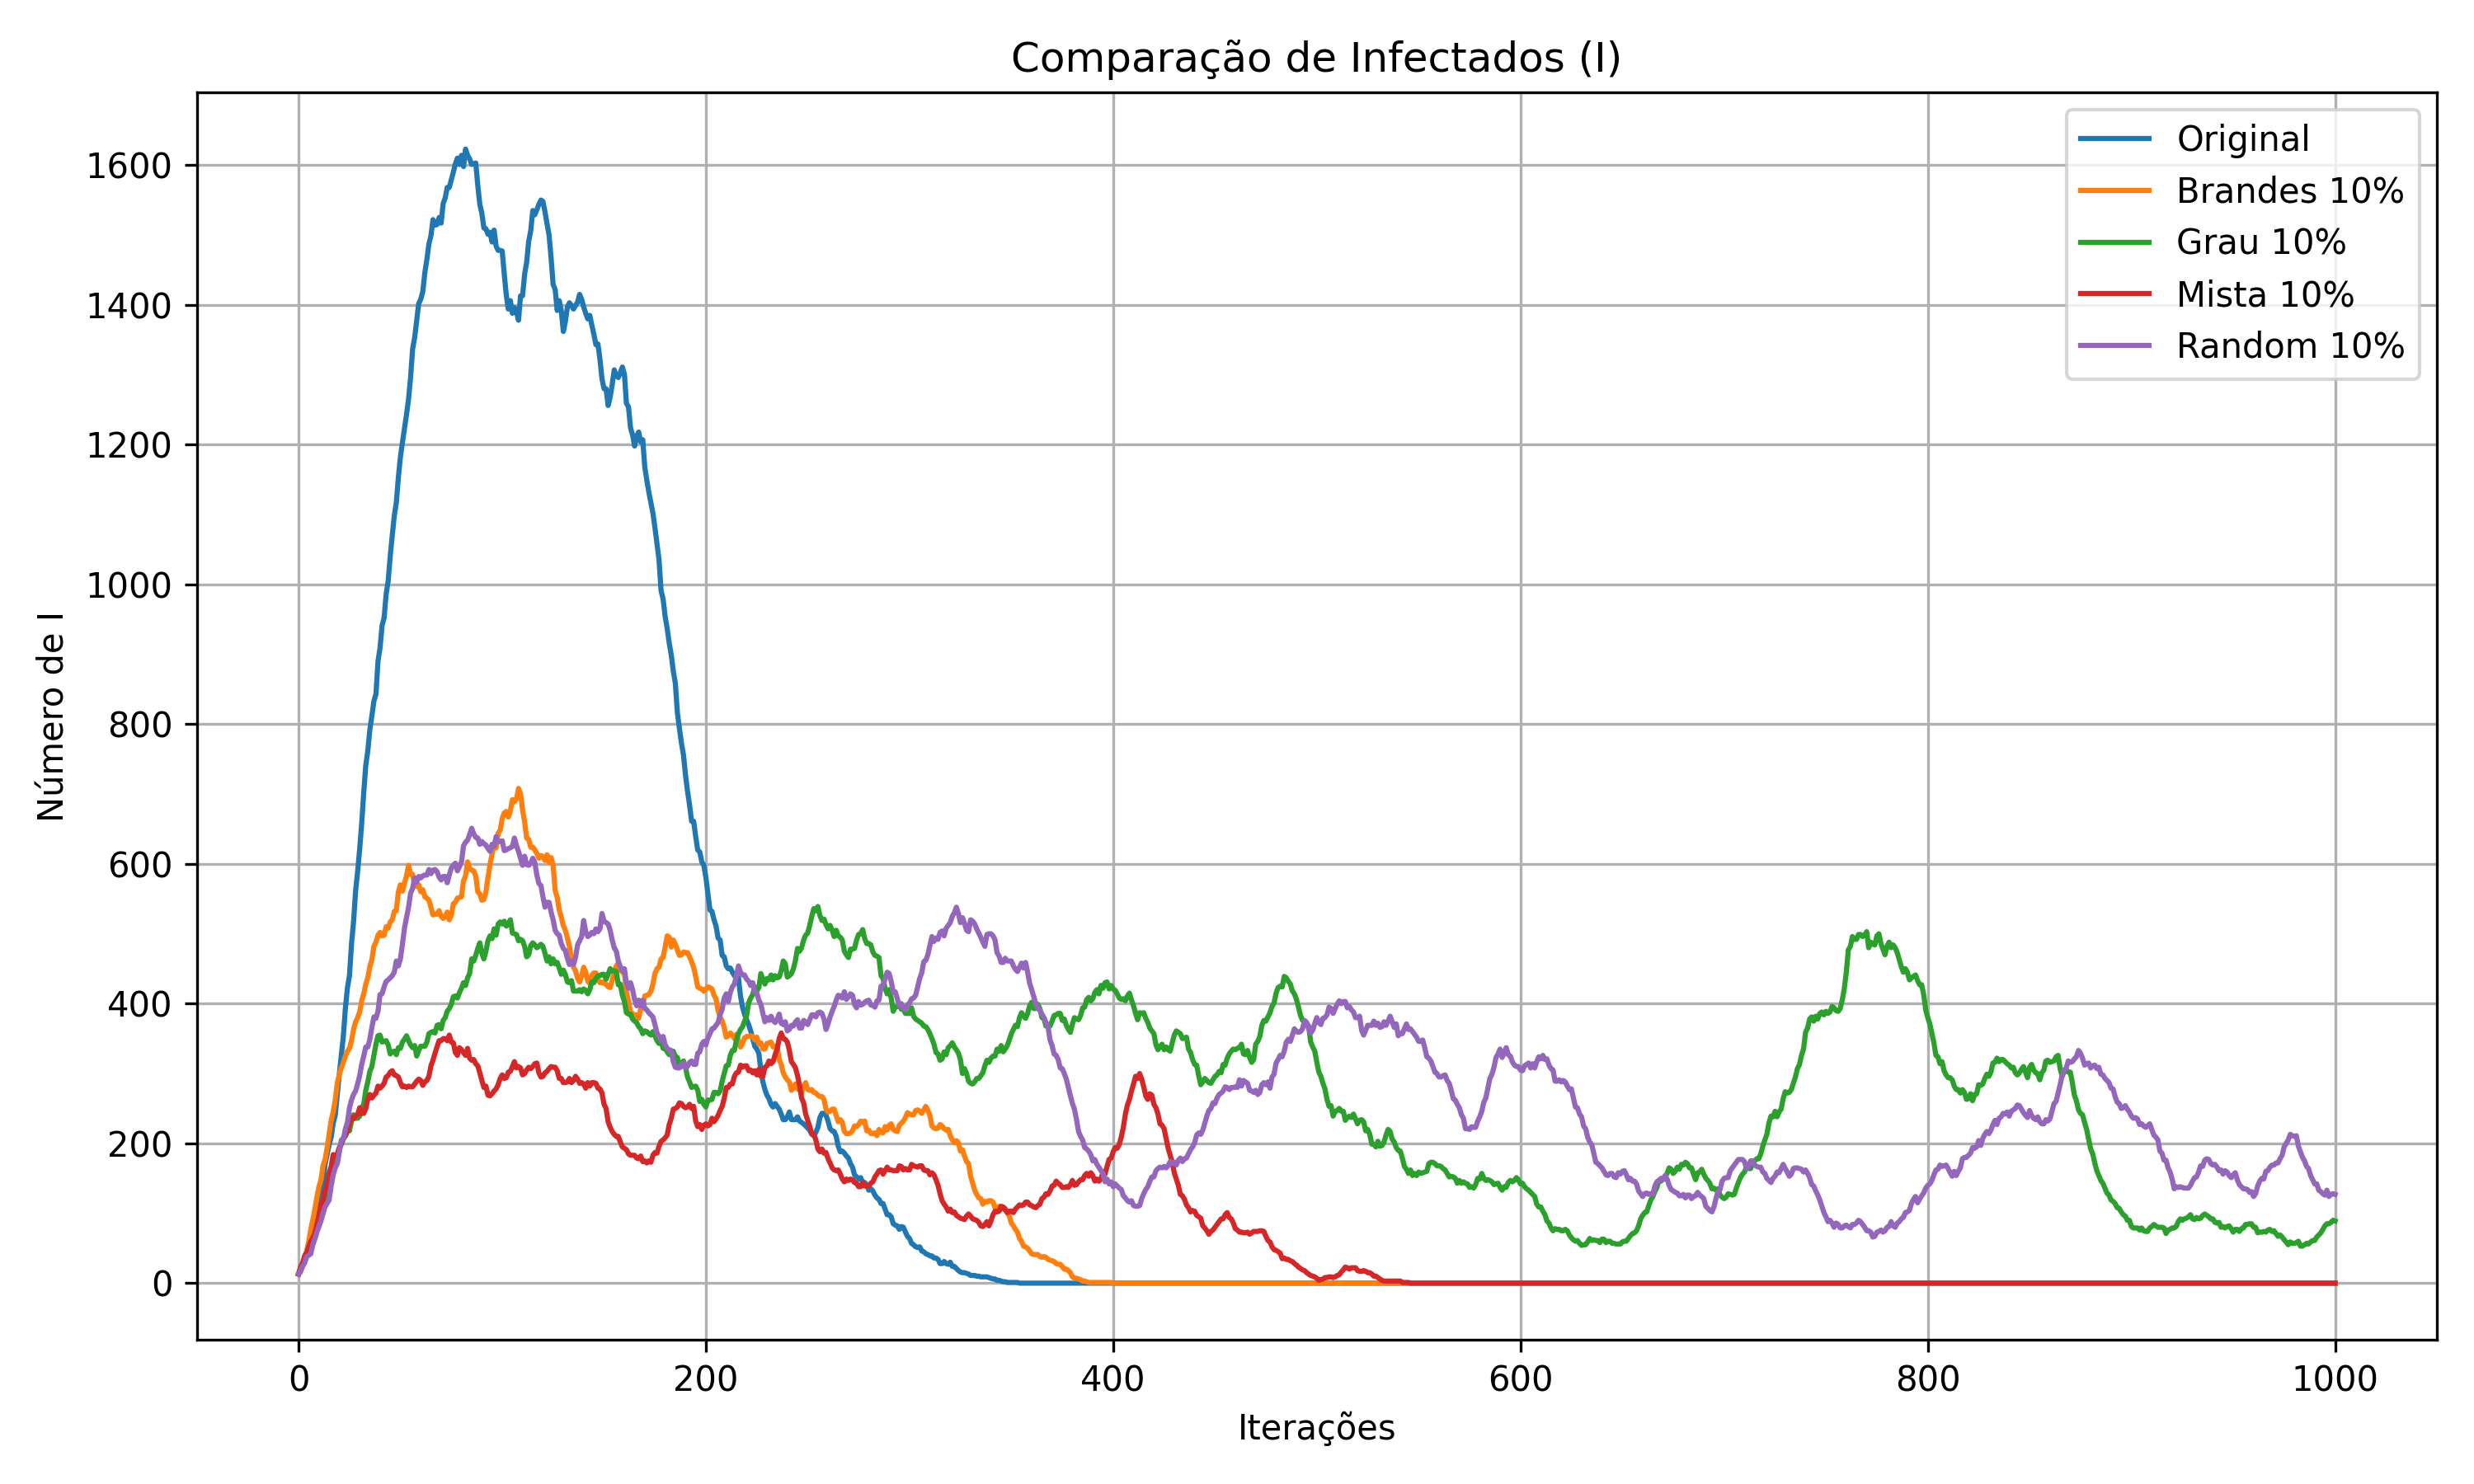 Comparação de Infectados (I)
Original
Brandes 10%
Grau 10%
Mista 10%
Random 10%
1600
1400
1200
1000
800
600
400
200
0
Número de I
0 200 400 600 800 1000
Iterações